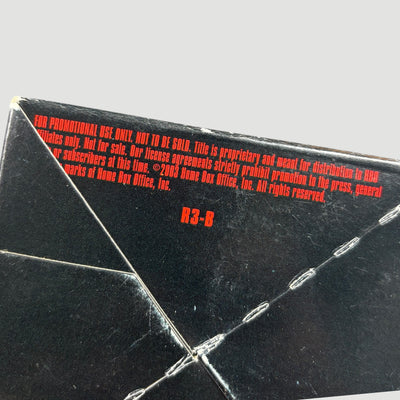 FOR PROMOTIONAL USE ONLY. NOT TO BE SOLD. Title is proprietary and meant for distribution to HBO
affiliates only. Not for sale. Our license agreements strictly prohibit promotion to the press, general
or subscribers at this time. ©2003 Home Box Office, Inc. All rights reserved.
marks of Home Box Office, Inc.
R3-B